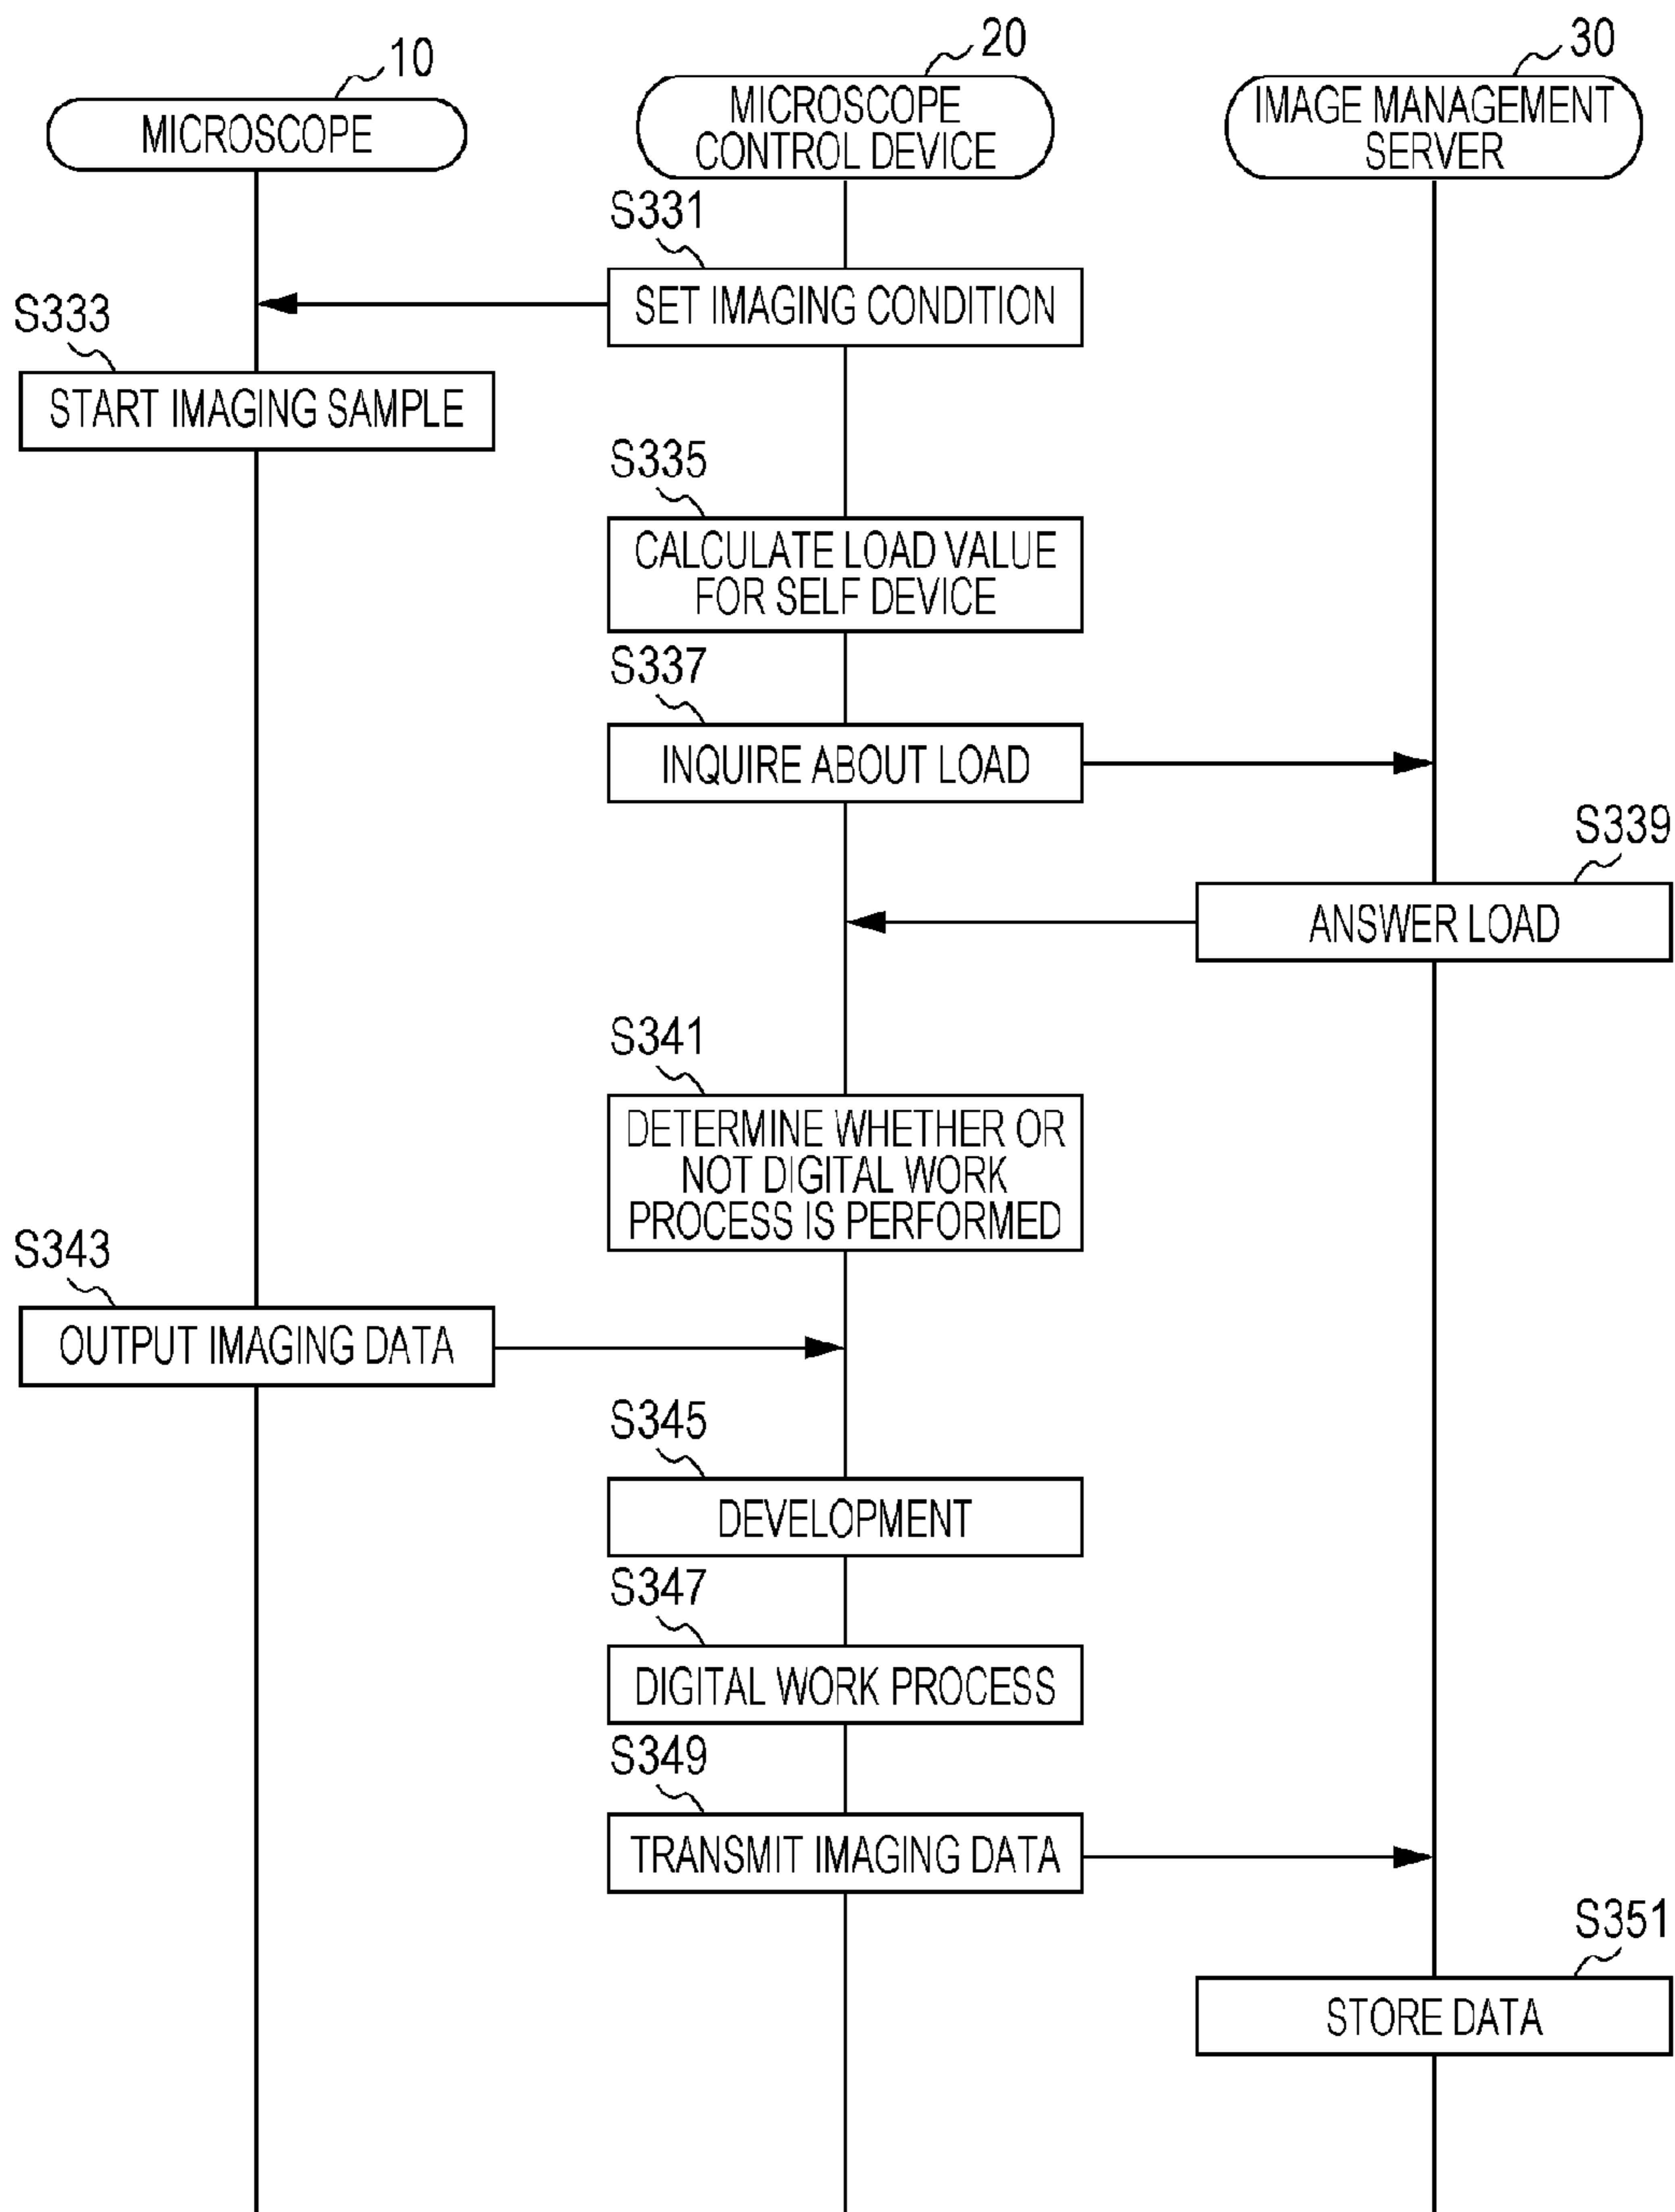 10
20
30
MICROSCOPE
MICROSCOPE
CONTROL DEVICE
IMAGE MANAGEMENT
SERVER
S331
SET IMAGING CONDITION
S333
START IMAGING SAMPLE
S335
CALCULATE LOAD VALUE
FOR SELF DEVICE
S337
INQUIRE ABOUT LOAD
S339
ANSWER LOAD
S341
DETERMINE WHETHER OR
NOT DIGITAL WORK
PROCESS IS PERFORMED
S343
OUTPUT IMAGING DATA
S345
DEVELOPMENT
S347
DIGITAL WORK PROCESS
S349
TRANSMIT IMAGING DATA
S351
STORE DATA